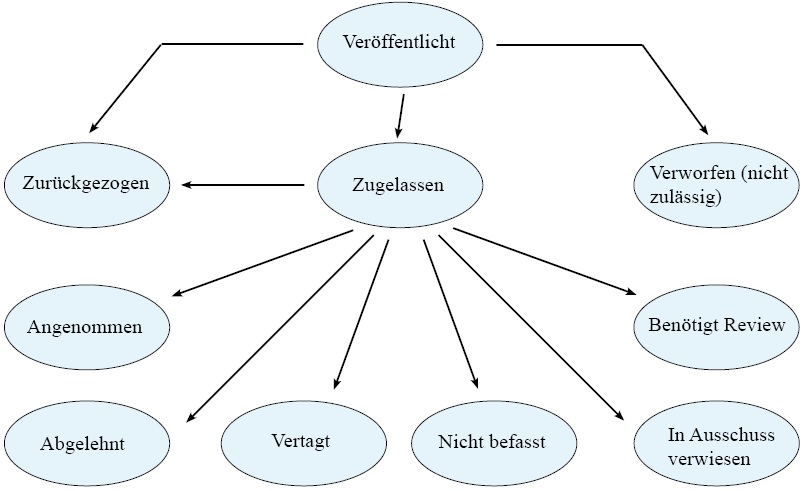 Veröffentlicht
Zurückgezogen
Zugelassen
Verworfen (nicht
zulässig)
Angenommen
Benötigt Review
Abgelehnt
Vertagt
Nicht befasst
In Ausschuss
verwiesen